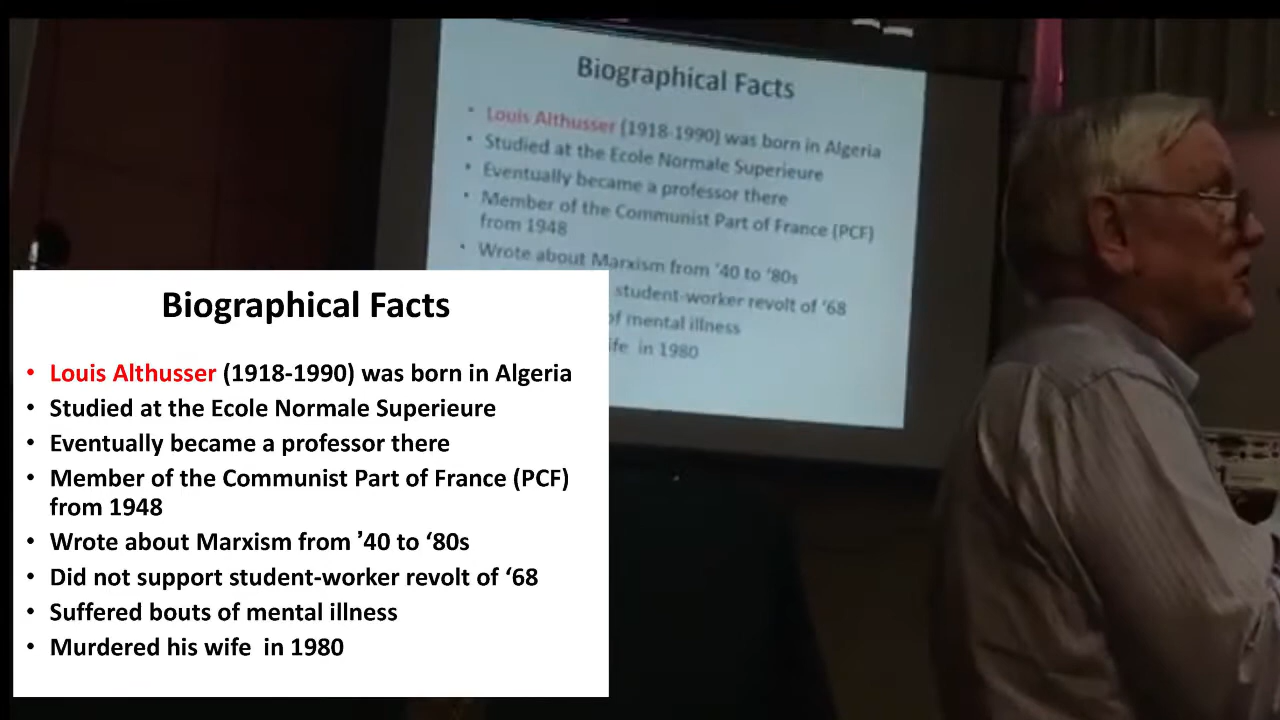 Biographical Facts
• Louis Althusser (1918-1990) was born in Algeria
• Studied at the Ecole Normale Superieure
• Eventually became a professor there
• Member of the Communist Part of France (PCF)
from 1948
• Wrote about Marxism from '40 to '80s
student-worker revolt of '68
of mental illness
ife in 1980
Biographical Facts
• Louis Althusser (1918-1990) was born in Algeria
• Studied at the Ecole Normale Superieure
• Eventually became a professor there
• Member of the Communist Part of France (PCF)
from 1948
• Wrote about Marxism from ’40 to ‘80s
• Did not support student-worker revolt of ‘68
• Suffered bouts of mental illness
• Murdered his wife  in 1980